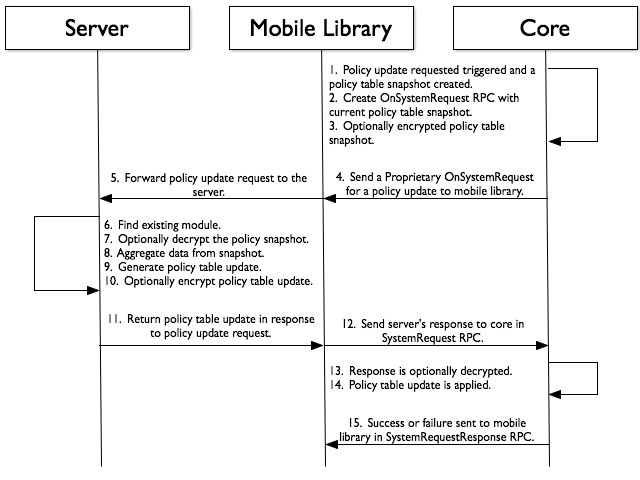 Server
Mobile Library
Core
1. Policy update requested triggered and a
policy table snapshot created.
2. Create OnSystemRequest RPC with
current policy table snapshot.
3. Optionally encrypted policy table
snapshot.
5. Forward policy update request to the
server.
4. Send a Proprietary OnSystemRequest
for a policy update to mobile library.
6. Find existing module.
7. Optionally decrypt the policy snapshot.
8. Aggregate data from snapshot.
9. Generate policy table update.
10. Optionally encrypt policy table update.
11. Return policy table update in response
to policy update request.
12. Send server's response to core in
SystemRequest RPC.
13. Response is optionally decrypted.
14. Policy table update is applied.
15. Success or failure sent to mobile
library in SystemRequestResponse RPC.